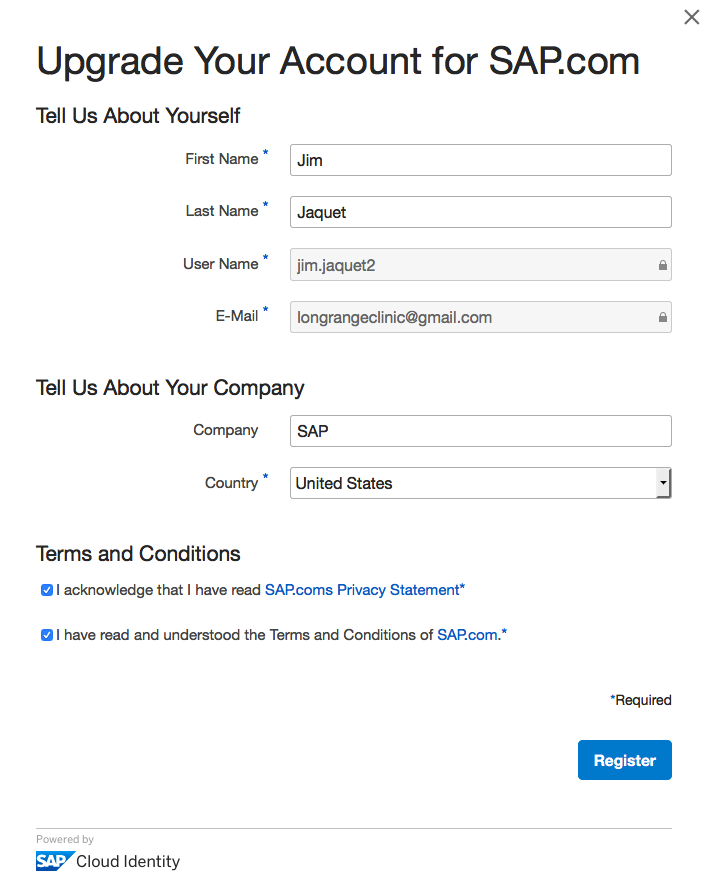 Upgrade Your Account for SAP.com
Tell Us About Yourself
First Name *
Jim
Last Name *
Jaquet
User Name *
jim.jaquet2
E-Mail *
longrangeclinic@gmail.com
Tell Us About Your Company
Company
SAP
Country *
United States
Terms and Conditions
I acknowledge that I have read SAP.coms Privacy Statement*
I have read and understood the Terms and Conditions of SAP.com.*
*Required
Register
Powered by
SAP Cloud Identity